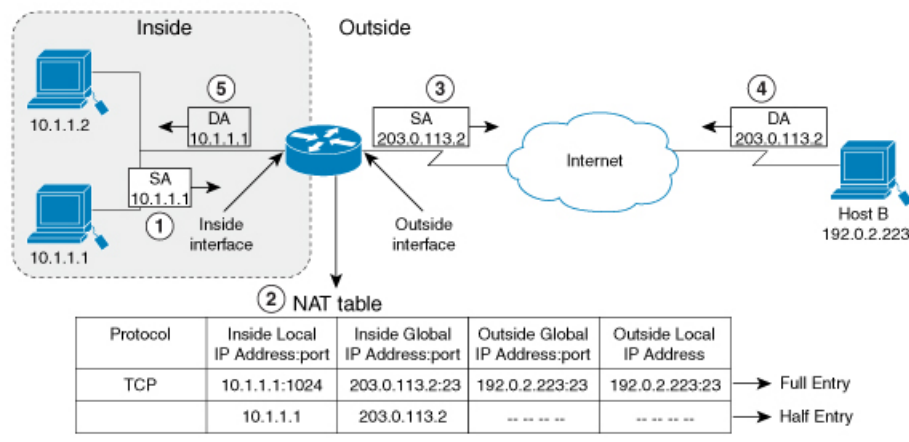 Inside
Outside
5
3
4
DA
10.1.1.1
SA
203.0.113.2
DA
203.0.113.2
10.1.1.2
Internet
SA
10.1.1.1
1
Inside
interface
Outside
interface
Host B
192.0.2.223
10.1.1.1
2 NAT table
Protocol
Inside Local
IP Address:port
Inside Global
IP Address:port
Outside Global
IP Address:port
Outside Local
IP Address
TCP 10.1.1.1:1024 203.0.113.2:23 192.0.2.223:23 192.0.2.223:23 Full Entry
10.1.1.1 203.0.113.2 -- -- -- -- -- -- -- -- Half Entry